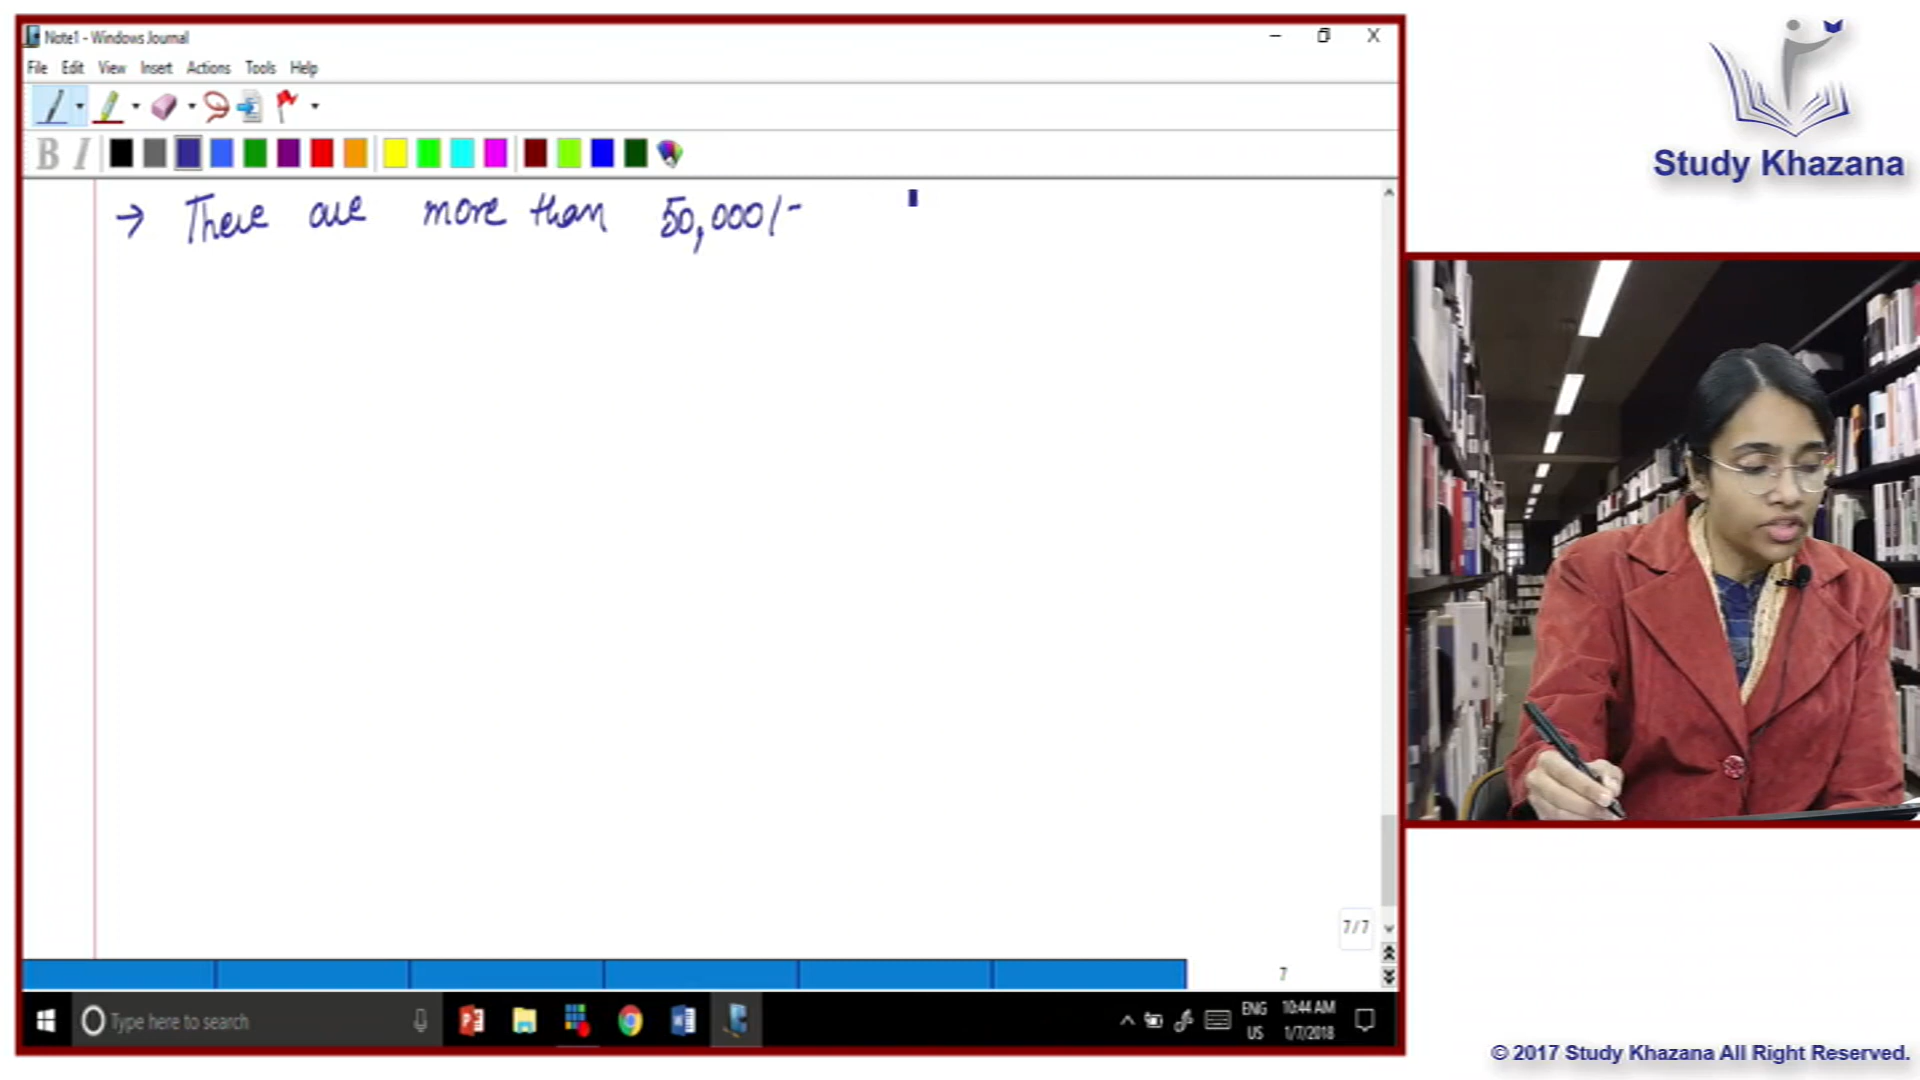 Note1 - Windows Journal
File Edit View Insert Actions Tools Help
B I
→ There are more than 50,000/-
7/7
7
Type here to search
ENG
US
10:44 AM
1/7/2018
Study Khazana
© 2017 Study Khazana All Right Reserved.